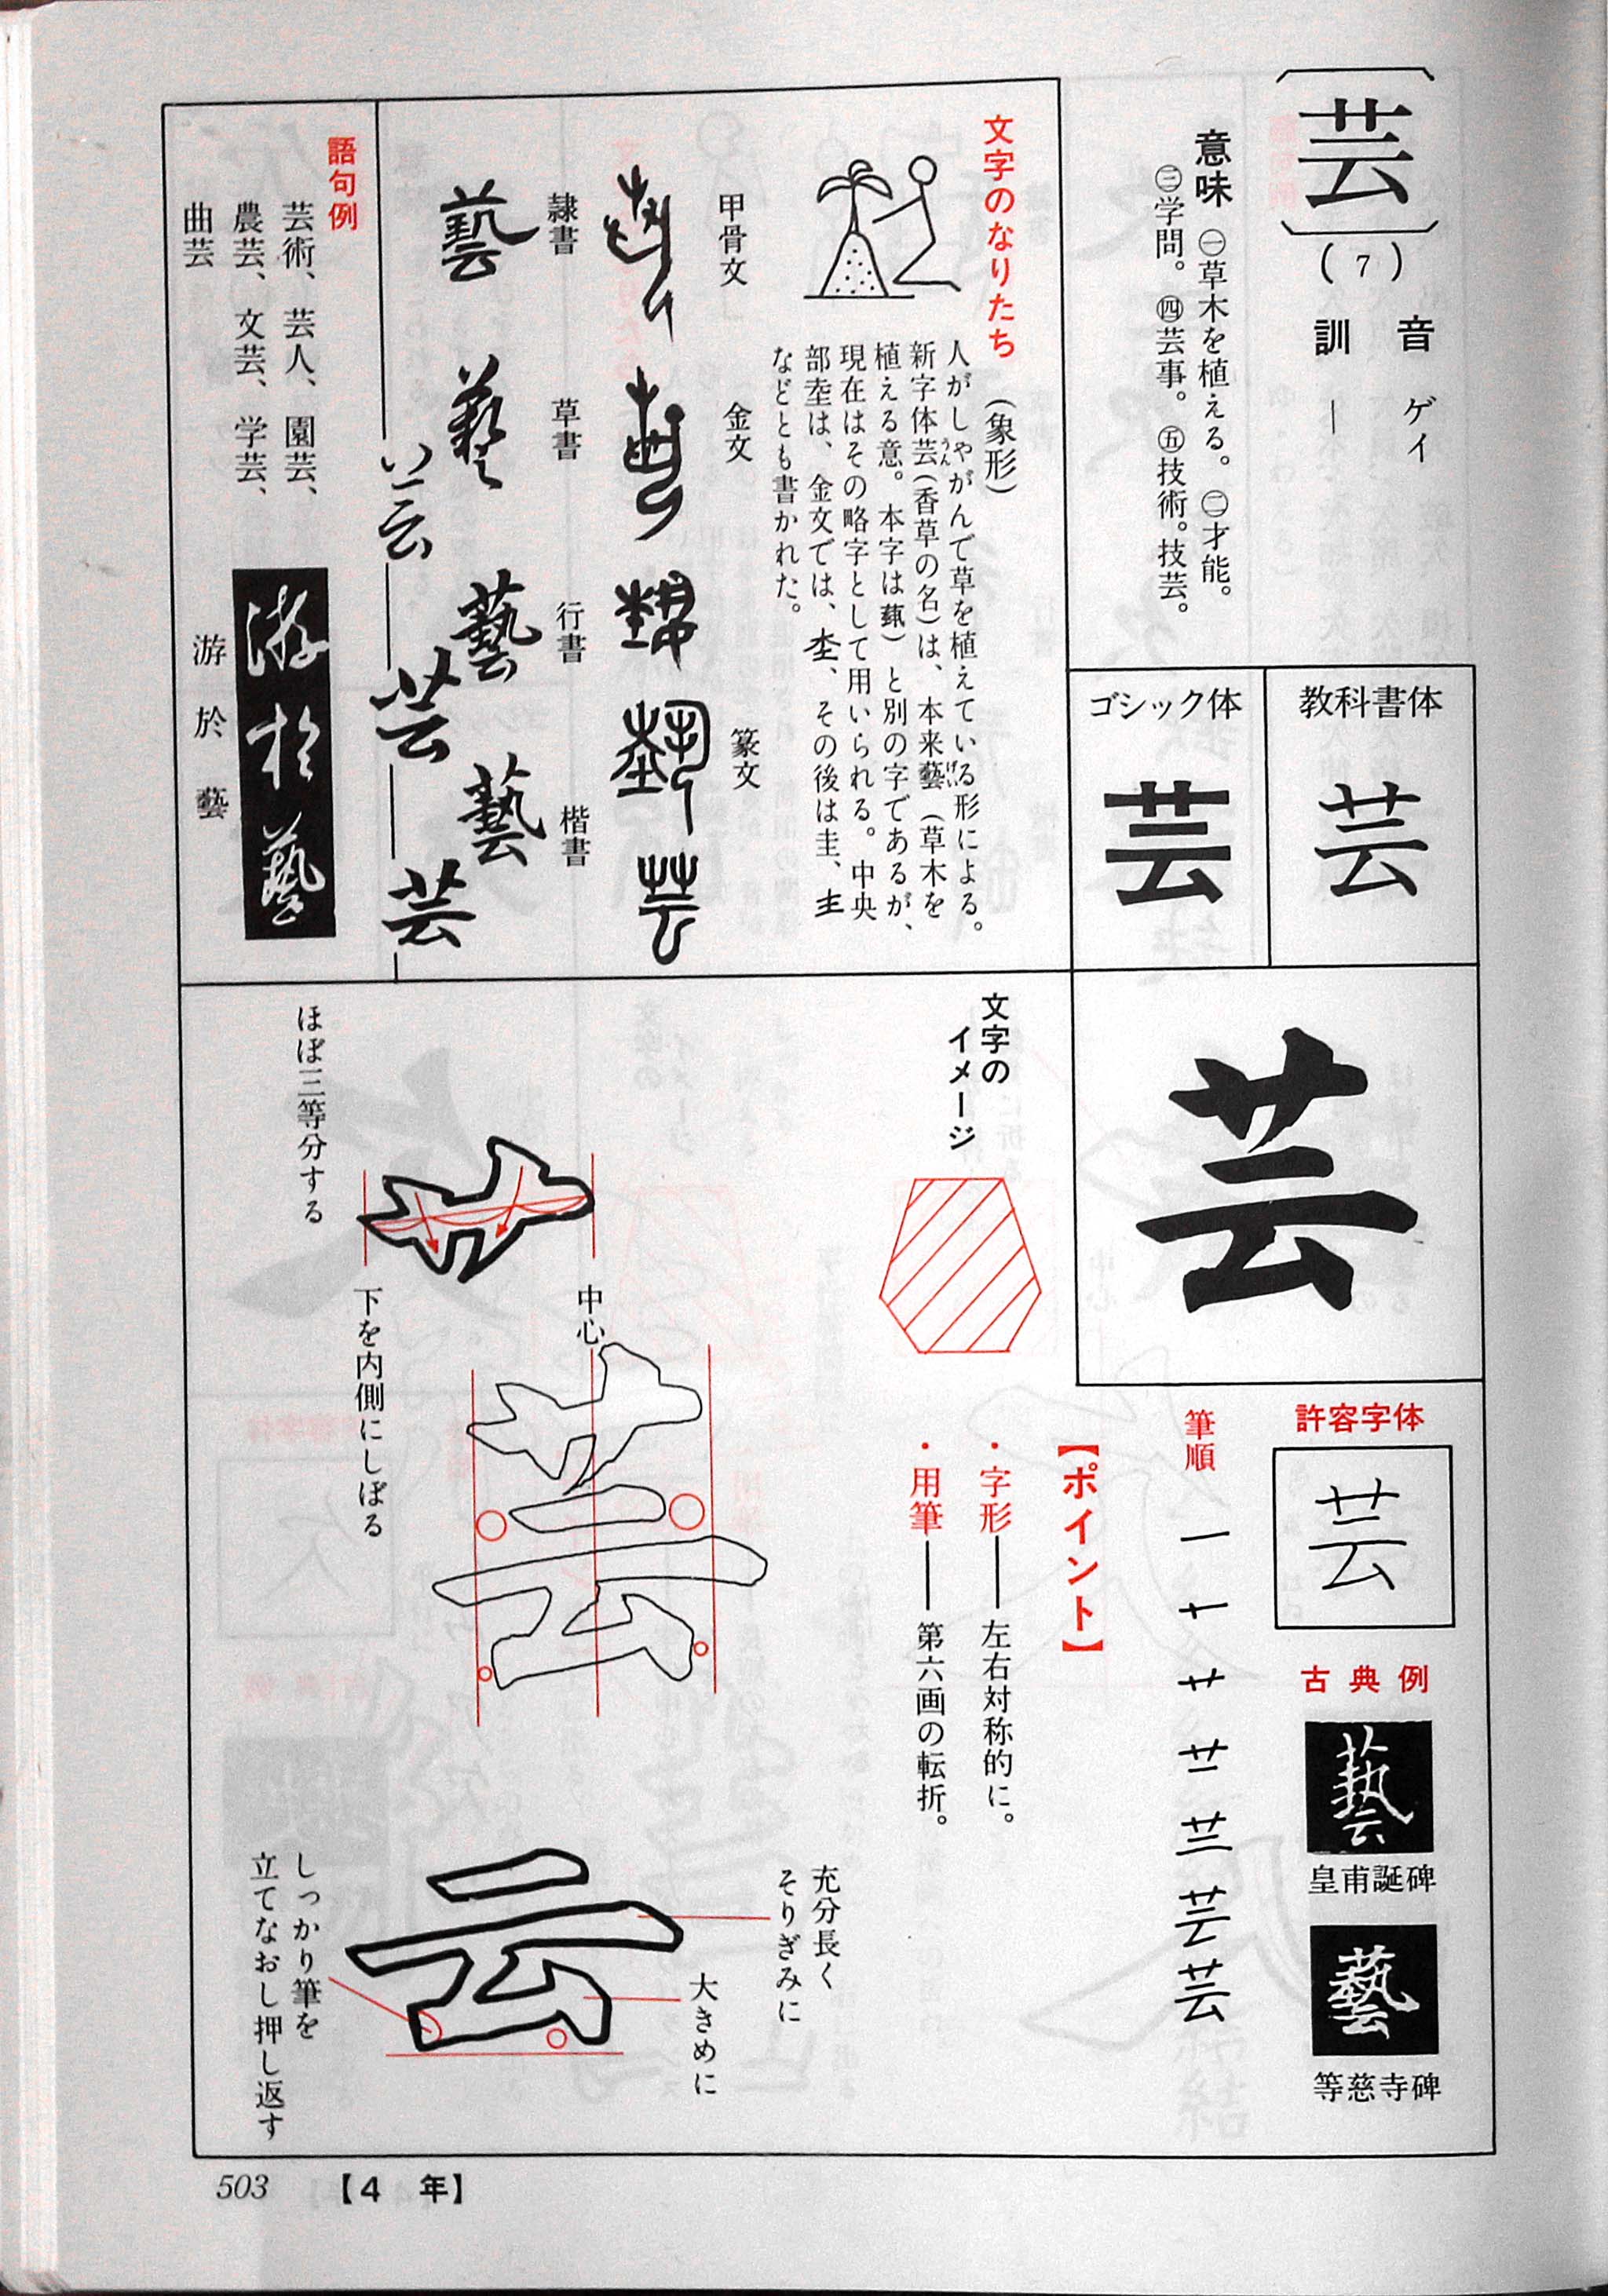 〔芸〕(7)
音 ゲイ
訓 ―
意味 ㊀草木を植える。㊁才能。
㊂学問。㊃芸事。㊄技術。技芸。
教科書体
芸
ゴシック体
芸
芸
文字のなりたち
(象形)
人がしゃがんで草を植えている形による。
新字体芸(香草の名)は、本来藝(草木を
うん
げい
植える意。本字は蓺)と別の字であるが、
現在はその略字として用いられる。中央
部坴は、金文では、坴、その後は圭、
などとも書かれた。
甲骨文
金文
篆文
隷書
草書
行書
楷書
藝
藝
藝
藝
芸
芸
芸
語句例
芸術、芸人、園芸、
農芸、文芸、学芸、
曲芸
游於藝
游於藝
許容字体
芸
古典例
藝
皇甫誕碑
藝
等慈寺碑
筆順
一 十 艹 芸
【ポイント】
・字形―左右対称的に。
・用筆―第六画の転折。
文字の
イメージ
中心
ほぼ三等分する
下を内側にしぼる
充分長く
そりぎみに
大きめに
しっかり筆を
立てなおし押し返す
503 【4 年】